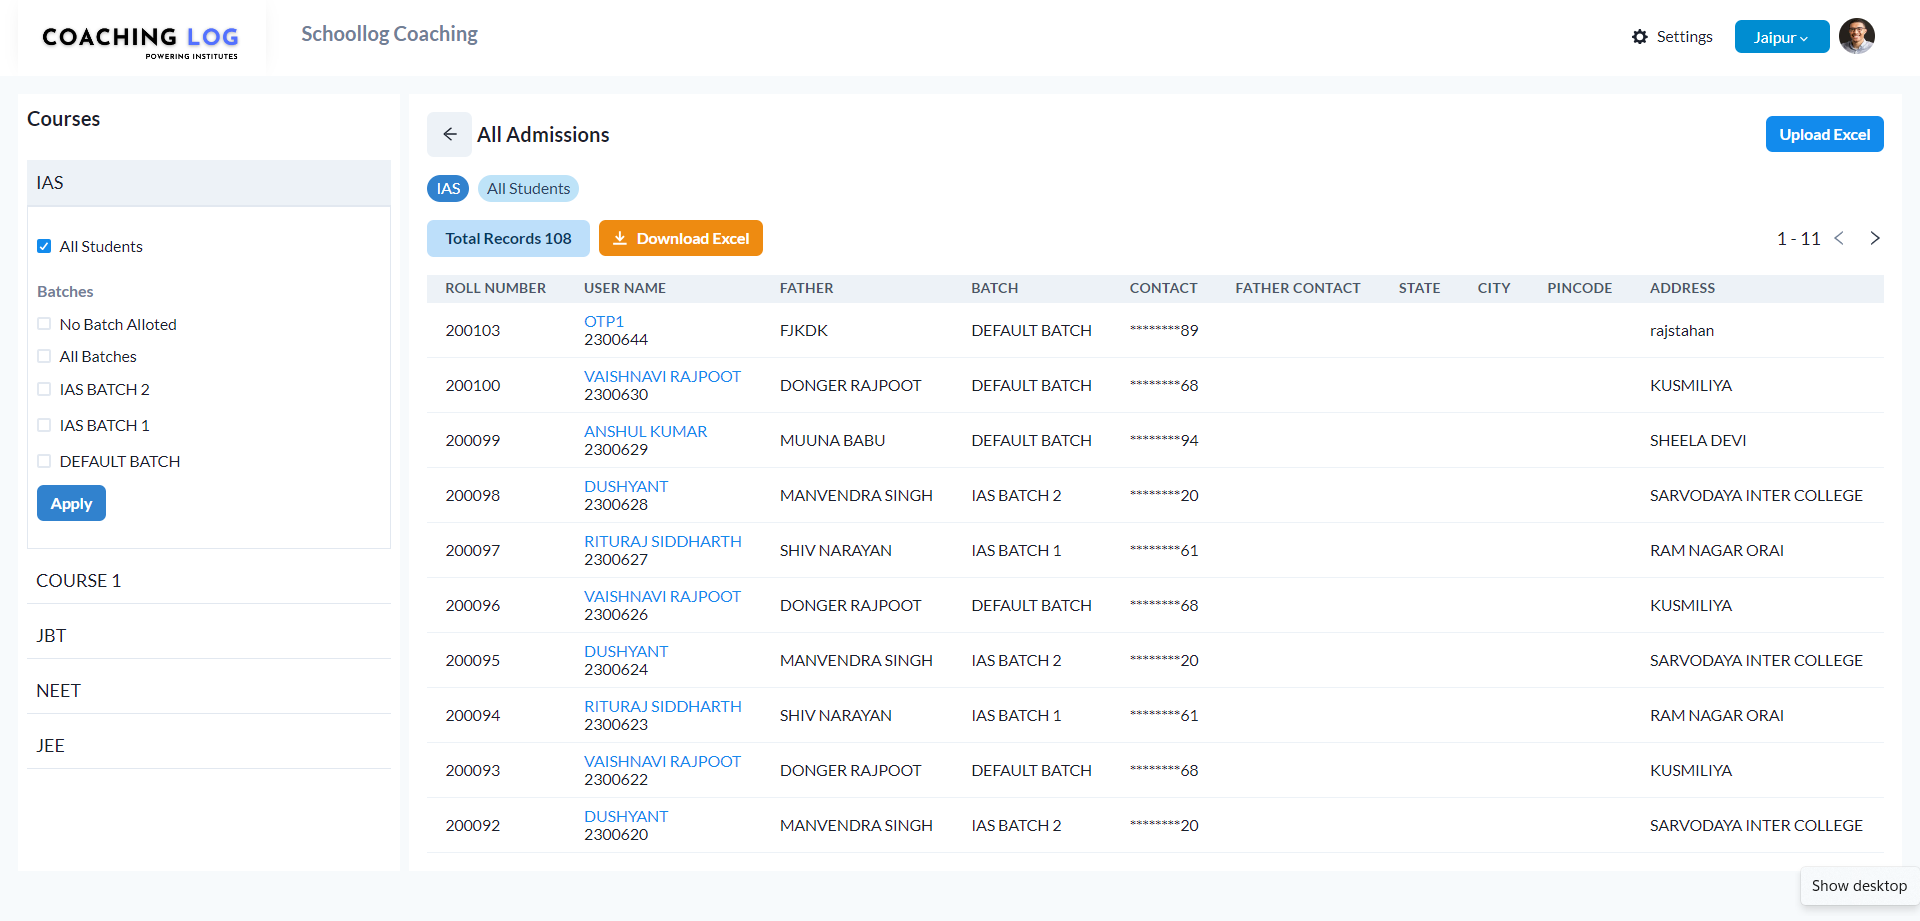 COACHING LOG
POWERING INSTITUTES
Schoollog Coaching
Settings
Jaipur
Courses
IAS
All Students
Batches
No Batch Alloted
All Batches
IAS BATCH 2
IAS BATCH 1
DEFAULT BATCH
Apply
COURSE 1
JBT
NEET
JEE
All Admissions
Upload Excel
IAS All Students
Total Records 108 Download Excel
1 - 11
ROLL NUMBER USER NAME FATHER BATCH CONTACT FATHER CONTACT STATE CITY PINCODE ADDRESS
200103 OTP1 FJKDK DEFAULT BATCH ********89 rajstahan
2300644
200100 VAISHNAVI RAJPOOT DONGER RAJPOOT DEFAULT BATCH ********68 KUSMILIYA
2300630
200099 ANSHUL KUMAR MUUNA BABU DEFAULT BATCH ********94 SHEELA DEVI
2300629
200098 DUSHYANT MANVENDRA SINGH IAS BATCH 2 ********20 SARVODAYA INTER COLLEGE
2300628
200097 RITURAJ SIDDHARTH SHIV NARAYAN IAS BATCH 1 ********61 RAM NAGAR ORAI
2300627
200096 VAISHNAVI RAJPOOT DONGER RAJPOOT DEFAULT BATCH ********68 KUSMILIYA
2300626
200095 DUSHYANT MANVENDRA SINGH IAS BATCH 2 ********20 SARVODAYA INTER COLLEGE
2300624
200094 RITURAJ SIDDHARTH SHIV NARAYAN IAS BATCH 1 ********61 RAM NAGAR ORAI
2300623
200093 VAISHNAVI RAJPOOT DONGER RAJPOOT DEFAULT BATCH ********68 KUSMILIYA
2300622
200092 DUSHYANT MANVENDRA SINGH IAS BATCH 2 ********20 SARVODAYA INTER COLLEGE
2300620
Show desktop